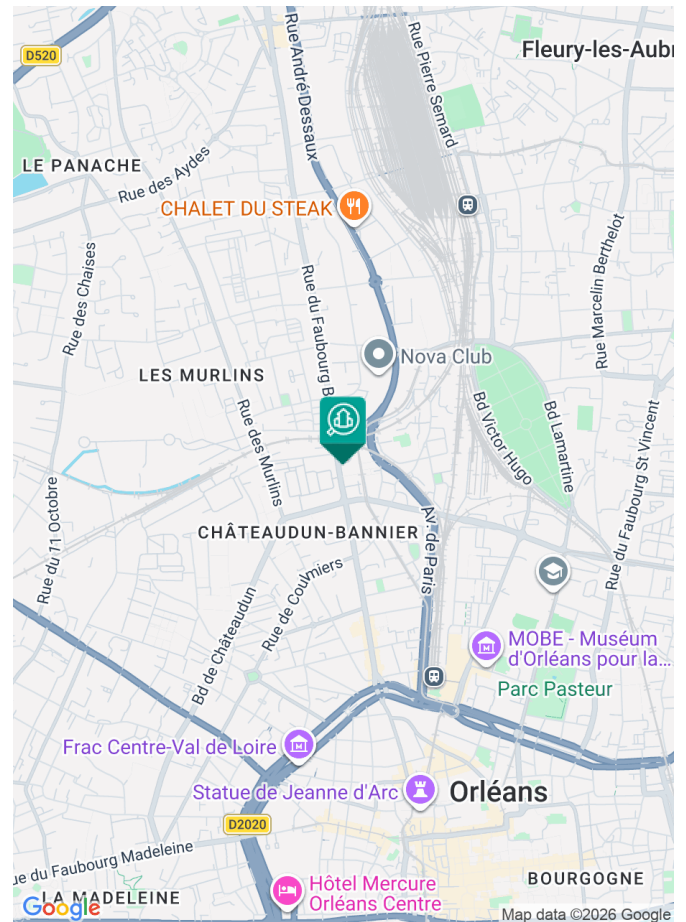 D520
Fleury-les-Aubr
Rue André Dessaux
Rue Pierre Semard
LE PANACHE
Rue des Aydes
CHALET DU STEAK
Rue des Chaises
Rue Marcelin Berthelot
Rue du Faubourg B
Nova Club
LES MURLINS
Rue des Murlins
Bd Victor Hugo
Bd Lamartine
Rue du Faubourg St Vincent
Rue du 11 Octobre
CHÂTEAUDUN-BANNIER
Av. de Paris
Rue de Coulmiers
Bd de Châteaudun
MOBE - Muséum
d'Orléans pour la...
Parc Pasteur
Frac Centre-Val de Loire
Statue de Jeanne d'Arc
Orléans
D2020
ue du Faubourg Madeleine
LA MADELEINE
Hôtel Mercure
Orléans Centre
BOURGOGNE
Google
Map data ©2026 Google